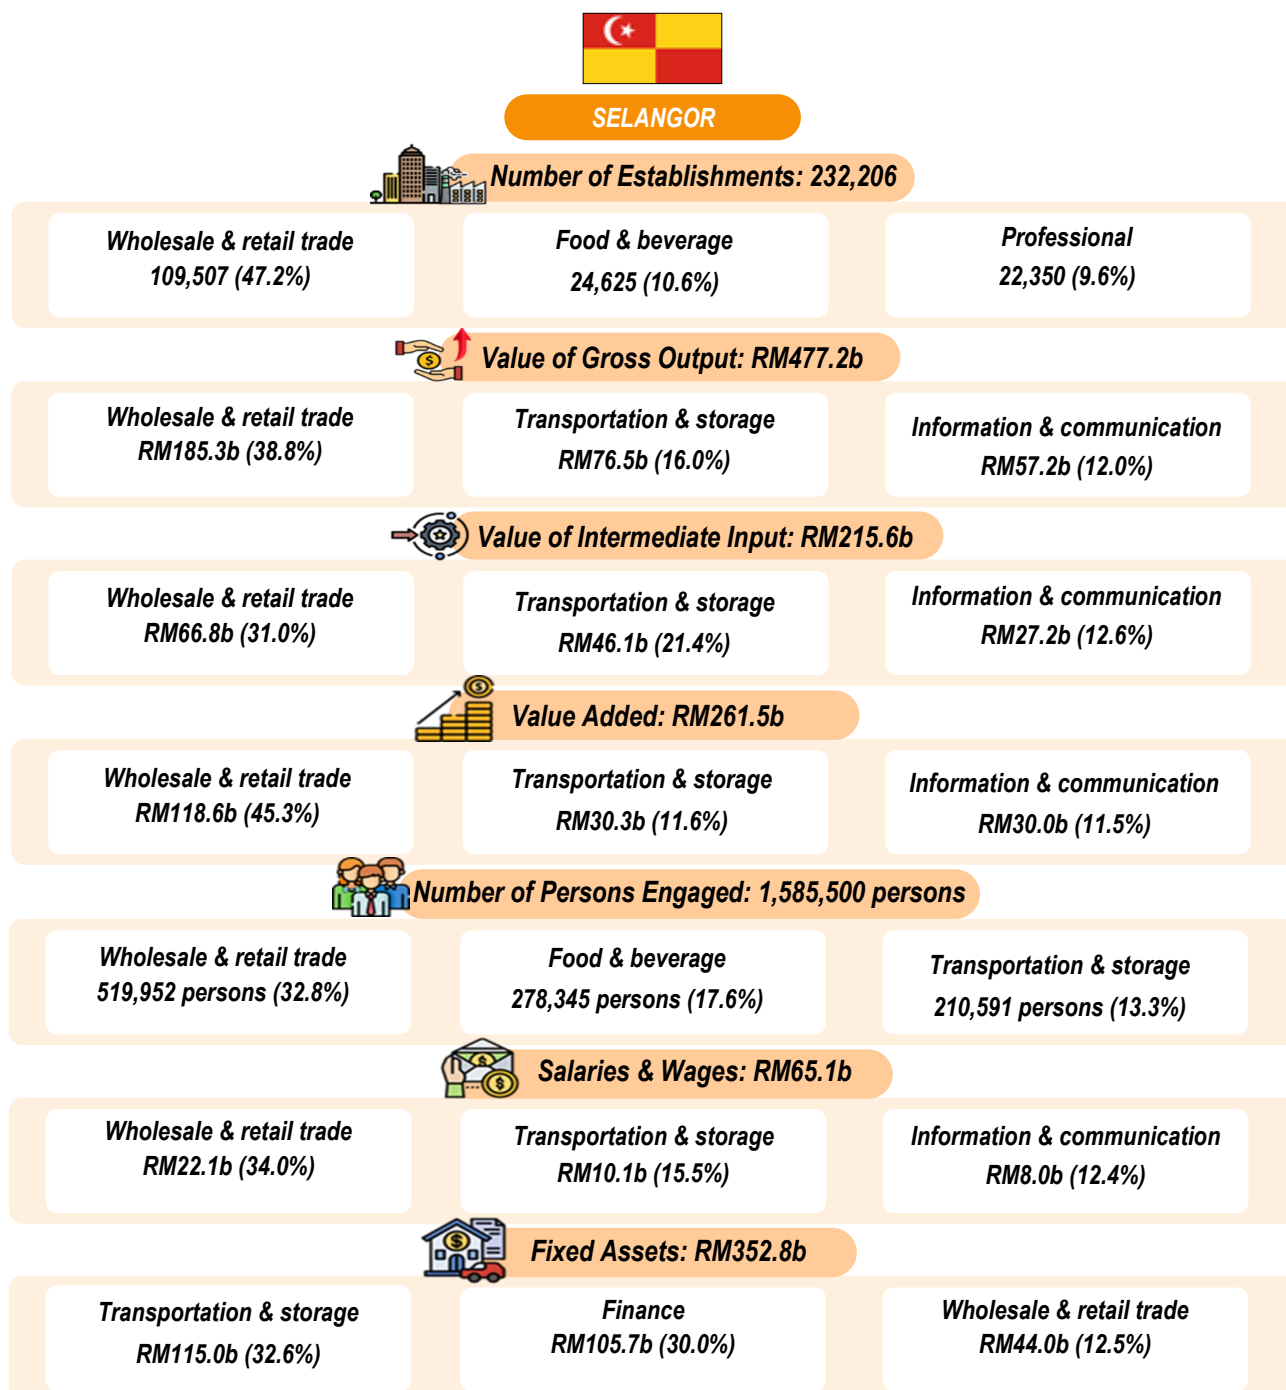 SELANGOR
Number of Establishments: 232,206
Wholesale & retail trade
109,507 (47.2%)
Food & beverage
24,625 (10.6%)
Professional
22,350 (9.6%)
Value of Gross Output: RM477.2b
Wholesale & retail trade
RM185.3b (38.8%)
Transportation & storage
RM76.5b (16.0%)
Information & communication
RM57.2b (12.0%)
Value of Intermediate Input: RM215.6b
Wholesale & retail trade
RM66.8b (31.0%)
Transportation & storage
RM46.1b (21.4%)
Information & communication
RM27.2b (12.6%)
Value Added: RM261.5b
Wholesale & retail trade
RM118.6b (45.3%)
Transportation & storage
RM30.3b (11.6%)
Information & communication
RM30.0b (11.5%)
Number of Persons Engaged: 1,585,500 persons
Wholesale & retail trade
519,952 persons (32.8%)
Food & beverage
278,345 persons (17.6%)
Transportation & storage
210,591 persons (13.3%)
Salaries & Wages: RM65.1b
Wholesale & retail trade
RM22.1b (34.0%)
Transportation & storage
RM10.1b (15.5%)
Information & communication
RM8.0b (12.4%)
Fixed Assets: RM352.8b
Transportation & storage
RM115.0b (32.6%)
Finance
RM105.7b (30.0%)
Wholesale & retail trade
RM44.0b (12.5%)